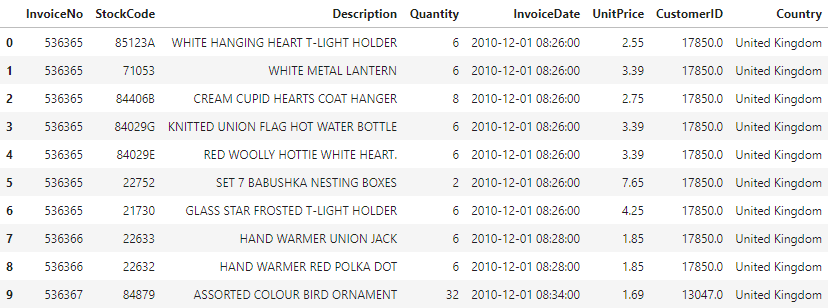 InvoiceNo StockCode Description Quantity InvoiceDate UnitPrice CustomerID Country
0 536365 85123A WHITE HANGING HEART T-LIGHT HOLDER 6 2010-12-01 08:26:00 2.55 17850.0 United Kingdom
1 536365 71053 WHITE METAL LANTERN 6 2010-12-01 08:26:00 3.39 17850.0 United Kingdom
2 536365 84406B CREAM CUPID HEARTS COAT HANGER 8 2010-12-01 08:26:00 2.75 17850.0 United Kingdom
3 536365 84029G KNITTED UNION FLAG HOT WATER BOTTLE 6 2010-12-01 08:26:00 3.39 17850.0 United Kingdom
4 536365 84029E RED WOOLLY HOTTIE WHITE HEART. 6 2010-12-01 08:26:00 3.39 17850.0 United Kingdom
5 536365 22752 SET 7 BABUSHKA NESTING BOXES 2 2010-12-01 08:26:00 7.65 17850.0 United Kingdom
6 536365 21730 GLASS STAR FROSTED T-LIGHT HOLDER 6 2010-12-01 08:26:00 4.25 17850.0 United Kingdom
7 536366 22633 HAND WARMER UNION JACK 6 2010-12-01 08:28:00 1.85 17850.0 United Kingdom
8 536366 22632 HAND WARMER RED POLKA DOT 6 2010-12-01 08:28:00 1.85 17850.0 United Kingdom
9 536367 84879 ASSORTED COLOUR BIRD ORNAMENT 32 2010-12-01 08:34:00 1.69 13047.0 United Kingdom